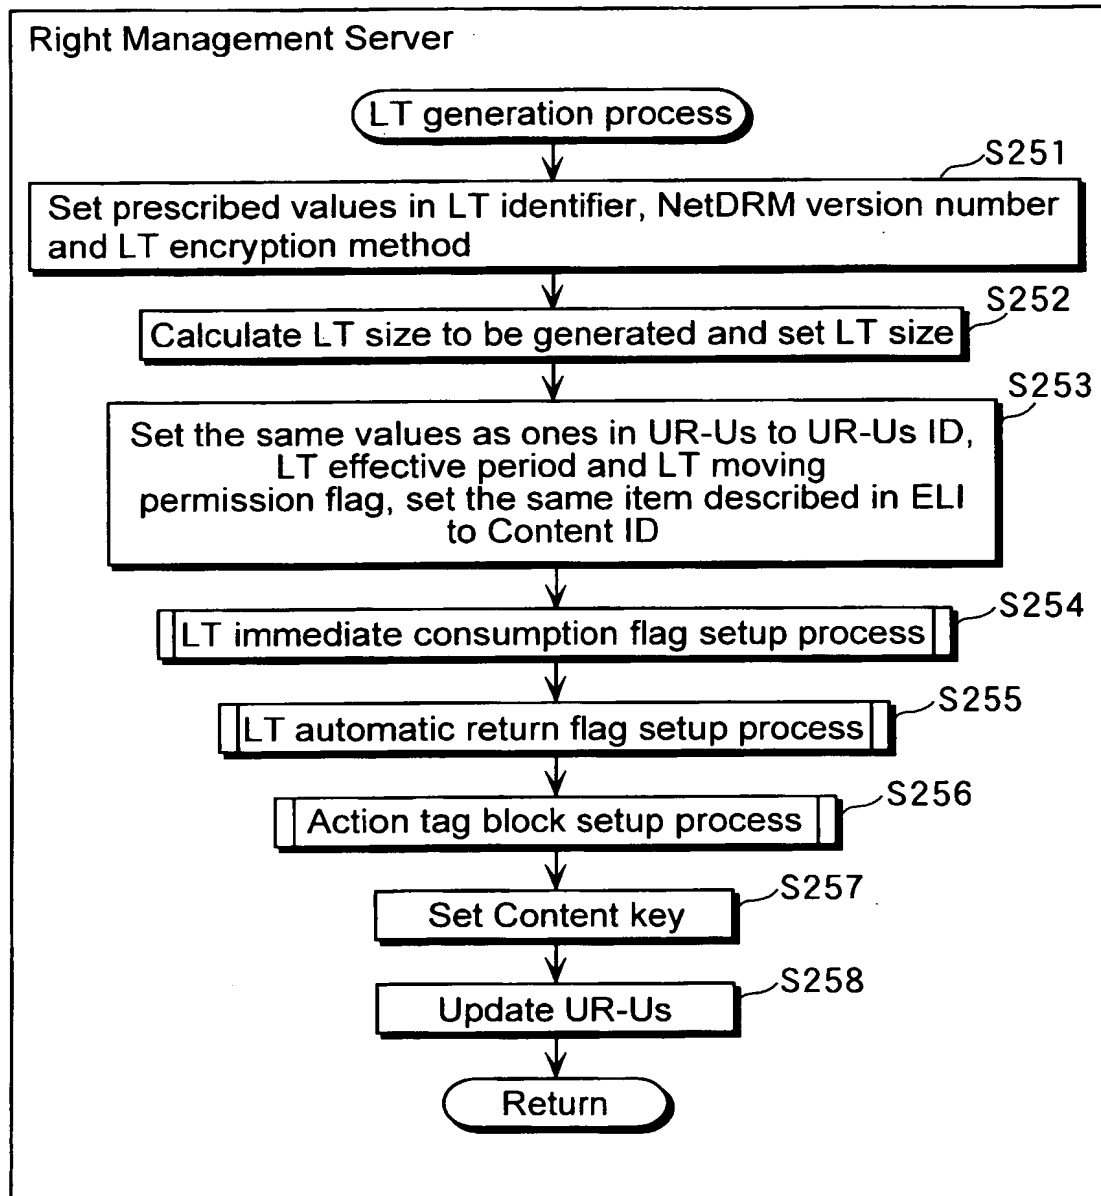 Right Management Server
LT generation process
S251
Set prescribed values in LT identifier, NetDRM version number
and LT encryption method
S252
Calculate LT size to be generated and set LT size
S253
Set the same values as ones in UR-Us to UR-Us ID,
LT effective period and LT moving
permission flag, set the same item described in ELI
to Content ID
S254
LT immediate consumption flag setup process
S255
LT automatic return flag setup process
S256
Action tag block setup process
S257
Set Content key
S258
Update UR-Us
Return